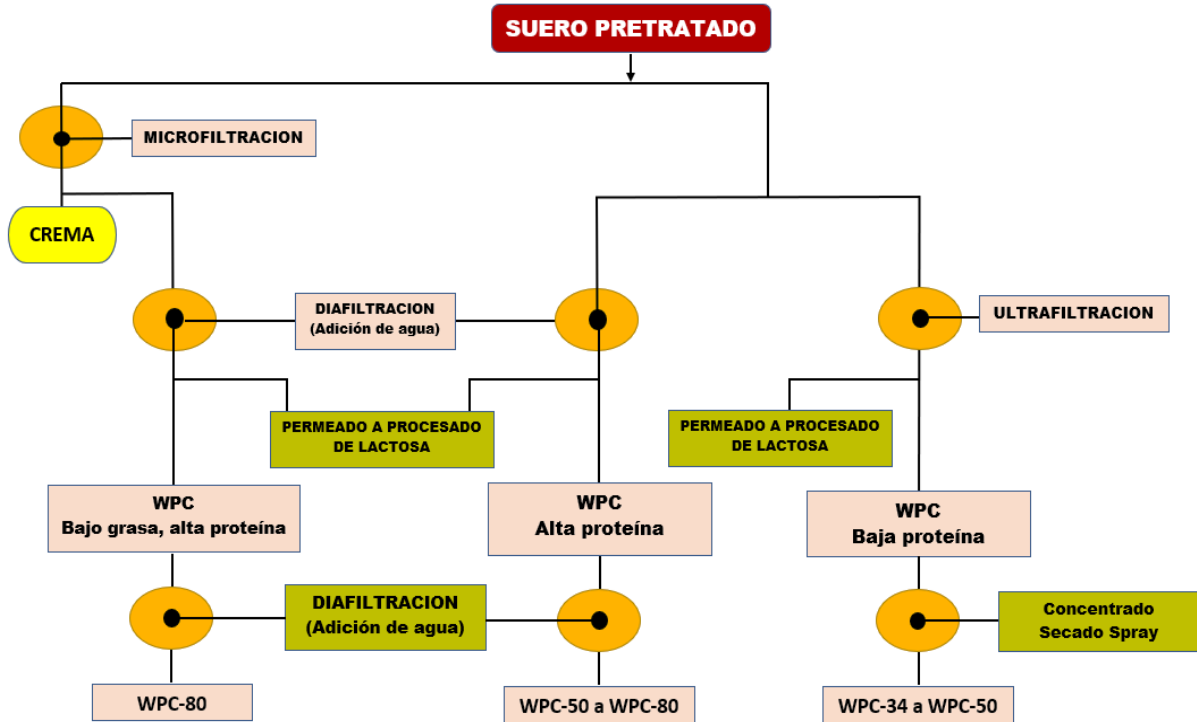 SUERO PRETRATADO
MICROFILTRACION
CREMA
DIAFILTRACION
(Adición de agua)
ULTRAFILTRACION
PERMEADO A PROCESADO
DE LACTOSA
PERMEADO A PROCESADO
DE LACTOSA
WPC
Bajo grasa, alta proteína
WPC
Alta proteína
WPC
Baja proteína
DIAFILTRACION
(Adición de agua)
Concentrado
Secado Spray
WPC-80
WPC-50 a WPC-80
WPC-34 a WPC-50